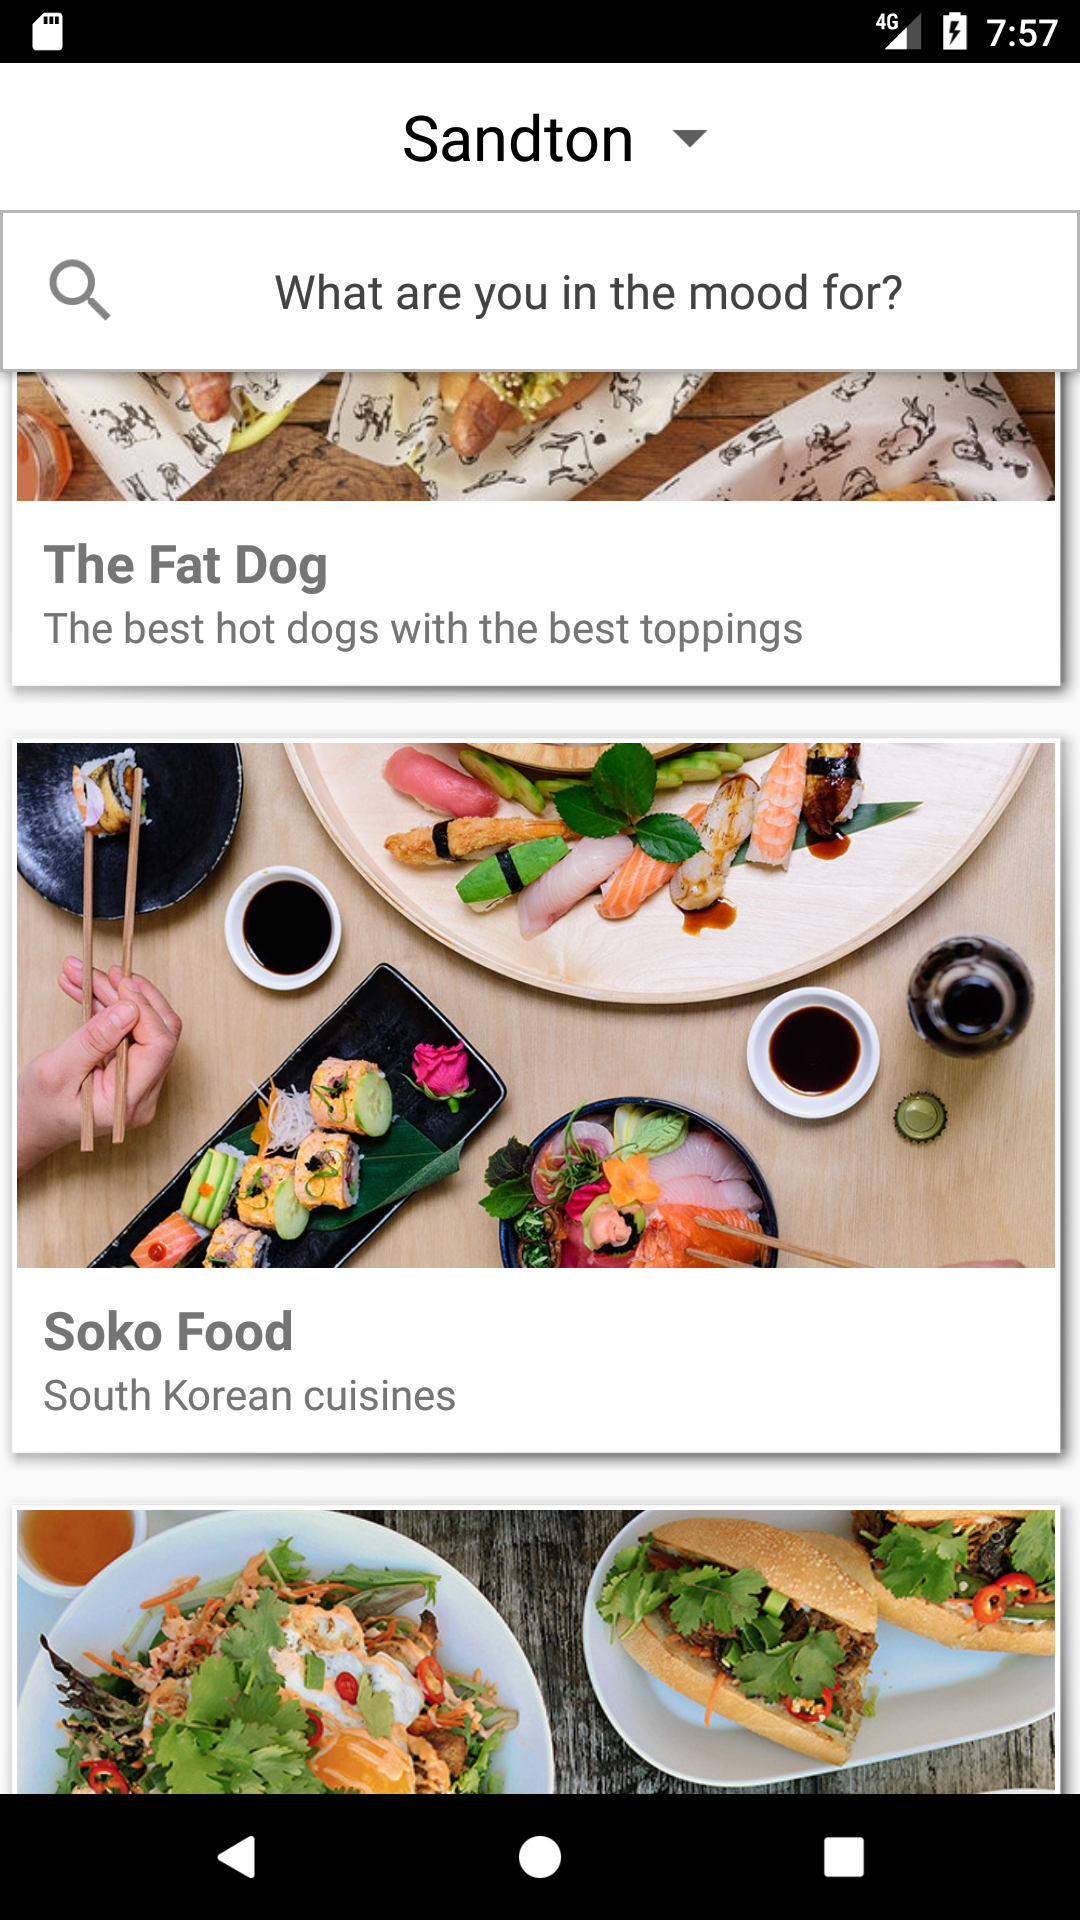 4G 7:57
Sandton
What are you in the mood for?
The Fat Dog
The best hot dogs with the best toppings
Soko Food
South Korean cuisines